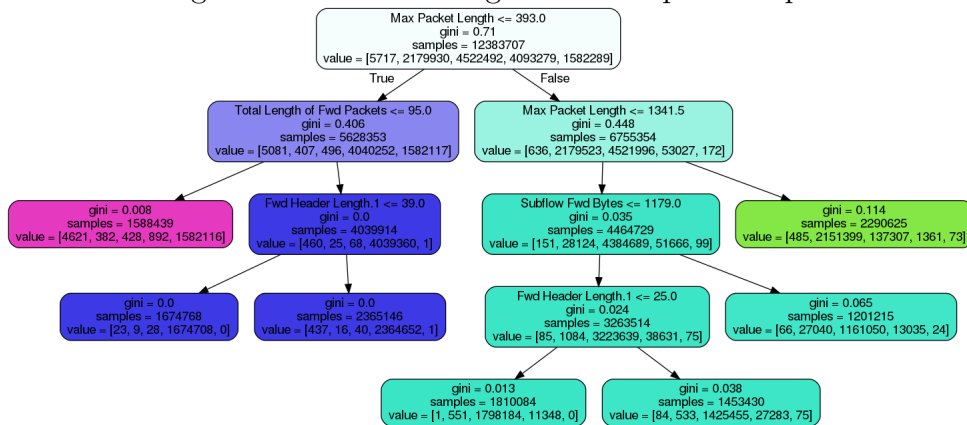 Max Packet Length <= 393.0
gini = 0.71
samples = 12383707
value = [5717, 2179930, 4522492, 4093279, 1582289]
True
False
Total Length of Fwd Packets <= 95.0
gini = 0.406
samples = 5628353
value = [5081, 407, 496, 4040252, 1582117]
Max Packet Length <= 1341.5
gini = 0.448
samples = 6755354
value = [636, 2179523, 4521996, 53027, 172]
gini = 0.008
samples = 1588439
value = [4621, 382, 428, 892, 1582116]
Fwd Header Length.1 <= 39.0
gini = 0.0
samples = 4039914
value = [460, 25, 68, 4039360, 1]
Subflow Fwd Bytes <= 1179.0
gini = 0.035
samples = 4464729
value = [151, 28124, 4384689, 51666, 99]
gini = 0.114
samples = 2290625
value = [485, 2151399, 137307, 1361, 73]
gini = 0.0
samples = 1674768
value = [23, 9, 28, 1674708, 0]
gini = 0.0
samples = 2365146
value = [437, 16, 40, 2364652, 1]
Fwd Header Length.1 <= 25.0
gini = 0.024
samples = 3263514
value = [85, 1084, 3223639, 38631, 75]
gini = 0.065
samples = 1201215
value = [66, 27040, 1161050, 13035, 24]
gini = 0.013
samples = 1810084
value = [1, 551, 1798184, 11348, 0]
gini = 0.038
samples = 1453430
value = [84, 533, 1425455, 27283, 75]